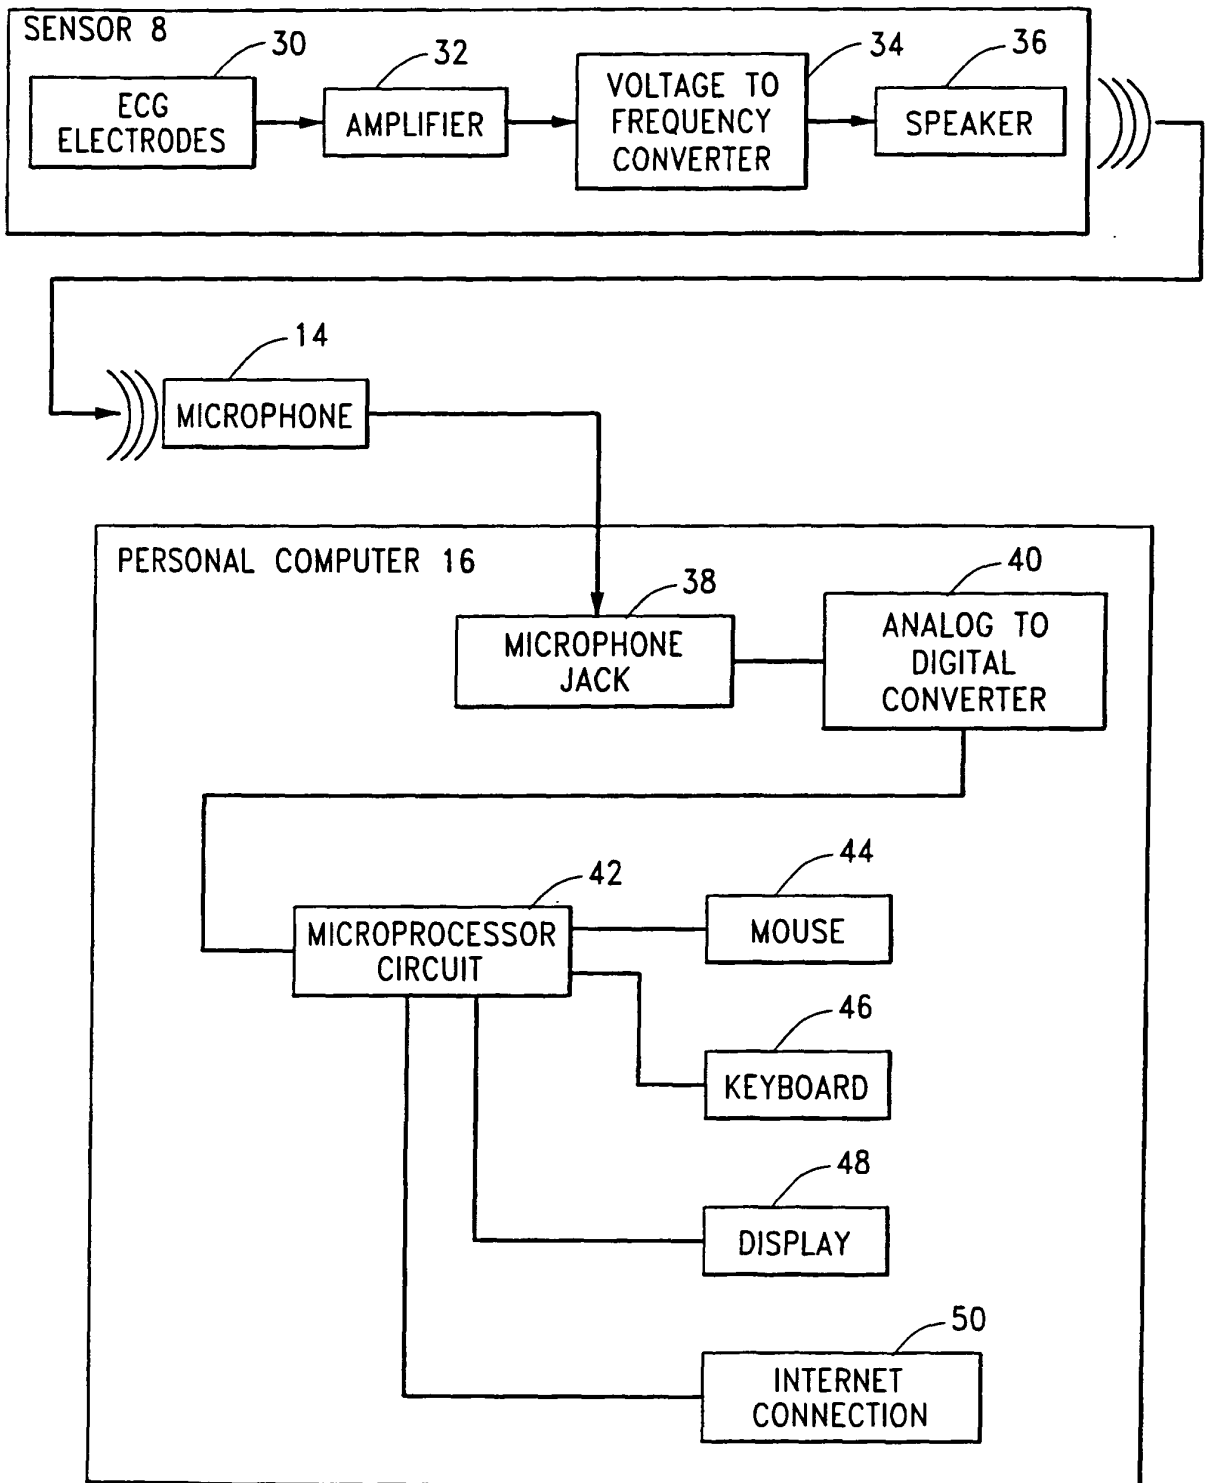 SENSOR 8
30
ECG
ELECTRODES
32
AMPLIFIER
34
VOLTAGE TO
FREQUENCY
CONVERTER
36
SPEAKER
14
MICROPHONE
PERSONAL COMPUTER 16
38
MICROPHONE
JACK
40
ANALOG TO
DIGITAL
CONVERTER
42
MICROPROCESSOR
CIRCUIT
44
MOUSE
46
KEYBOARD
48
DISPLAY
50
INTERNET
CONNECTION